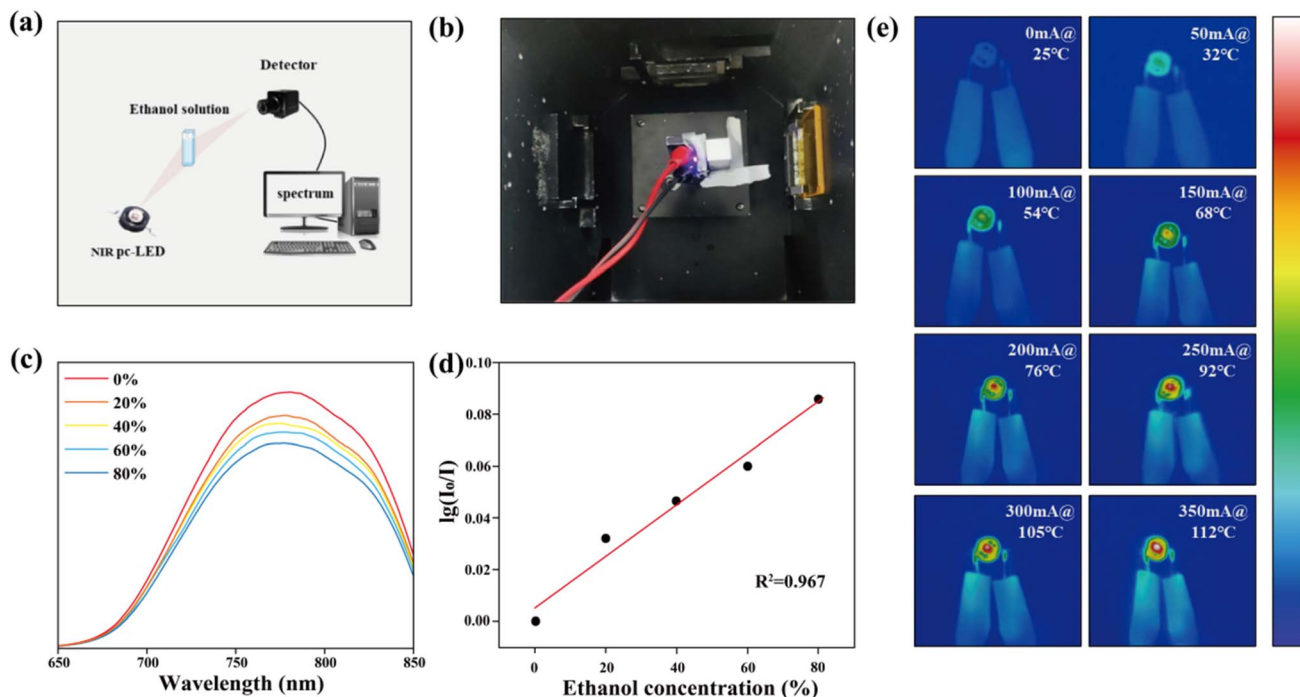 (a)
Detector
Ethanol solution
spectrum
NIR pc-LED
(b)
(c)
0%
20%
40%
60%
80%
650
700
750
800
850
Wavelength (nm)
(d)
lg(I₀/I)
0.10
0.08
0.06
0.04
0.02
0.00
R²=0.967
0
20
40
60
80
Ethanol concentration (%)
(e)
0mA@
25℃
50mA@
32℃
100mA@
54℃
150mA@
68℃
200mA@
76℃
250mA@
92℃
300mA@
105℃
350mA@
112℃